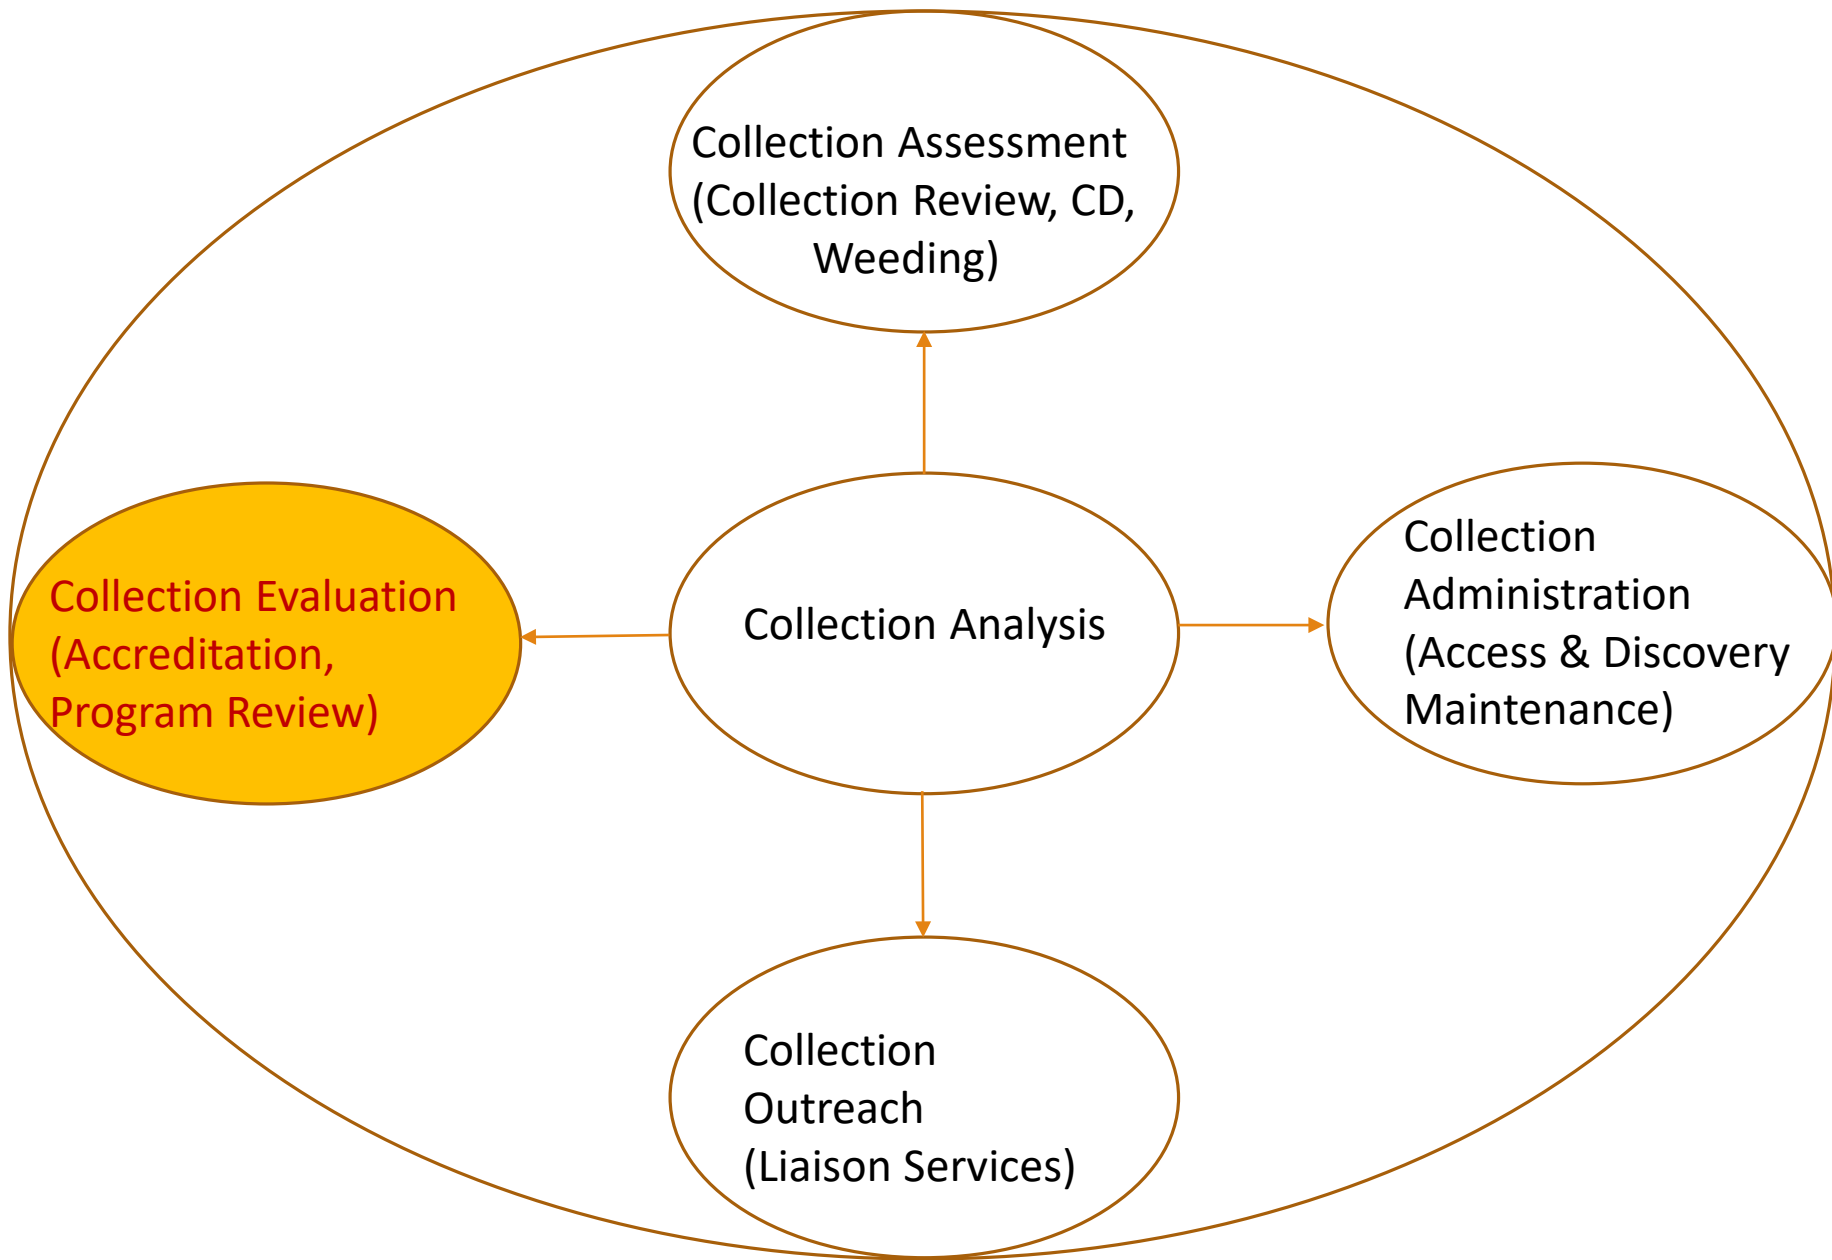 Collection Assessment
(Collection Review, CD,
Weeding)
Collection Evaluation
(Accreditation,
Program Review)
Collection Analysis
Collection
Administration
(Access & Discovery
Maintenance)
Collection
Outreach
(Liaison Services)